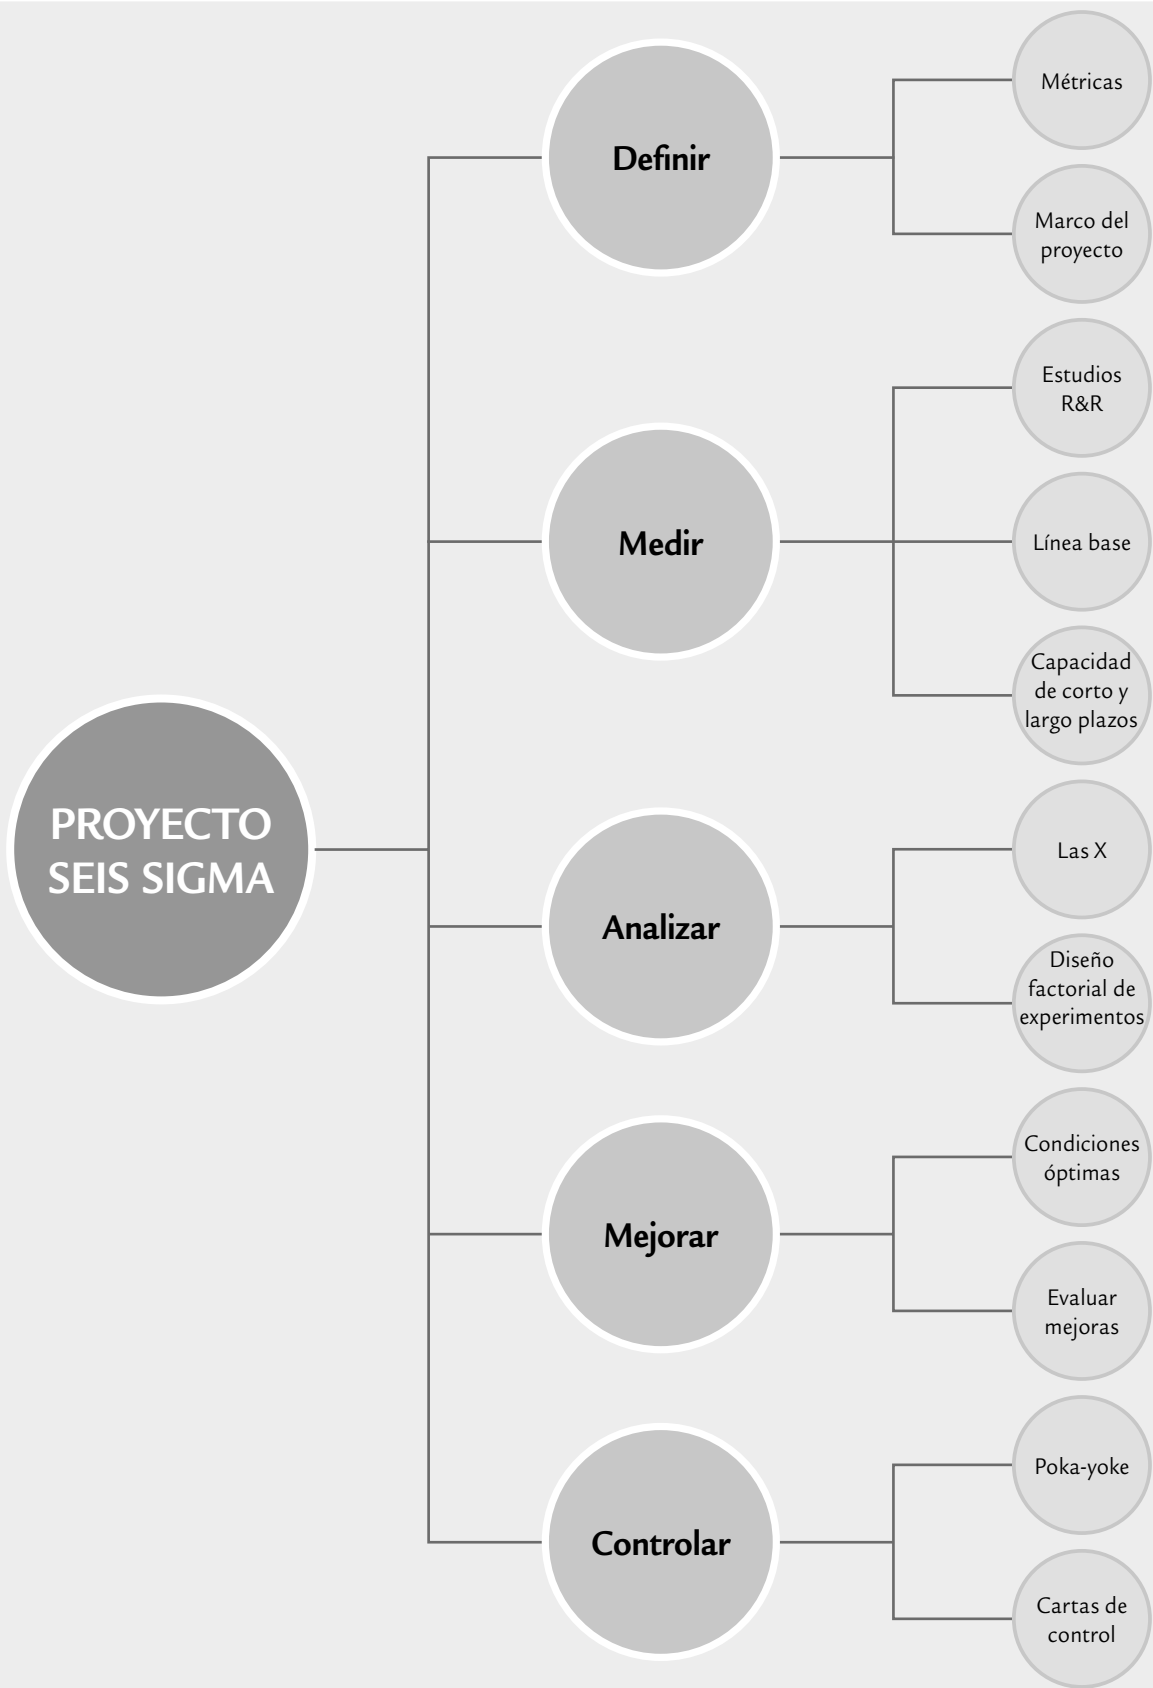 PROYECTO
SEIS SIGMA
Definir
Métricas
Marco del
proyecto
Medir
Estudios
R&R
Línea base
Capacidad
de corto y
largo plazos
Analizar
Las X
Diseño
factorial de
experimentos
Mejorar
Condiciones
óptimas
Evaluar
mejoras
Controlar
Poka-yoke
Cartas de
control